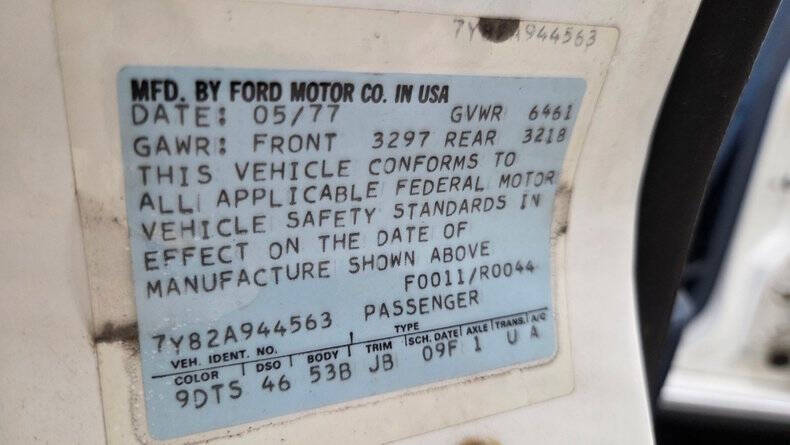 7Y82A944563
MFD. BY FORD MOTOR CO. IN USA
DATE: 05/77 GVWR 6461
GAWR: FRONT 3297 REAR 3218
THIS VEHICLE CONFORMS TO
ALL APPLICABLE FEDERAL MOTOR
VEHICLE SAFETY STANDARDS IN
EFFECT ON THE DATE OF
MANUFACTURE SHOWN ABOVE
F0011/R0044
7Y82A944563 PASSENGER
VEH. IDENT. NO. TYPE
COLOR DSO BODY TRIM SCH. DATE AXLE TRANS. A/C
9DTS 46 53B JB 09F 1 U A